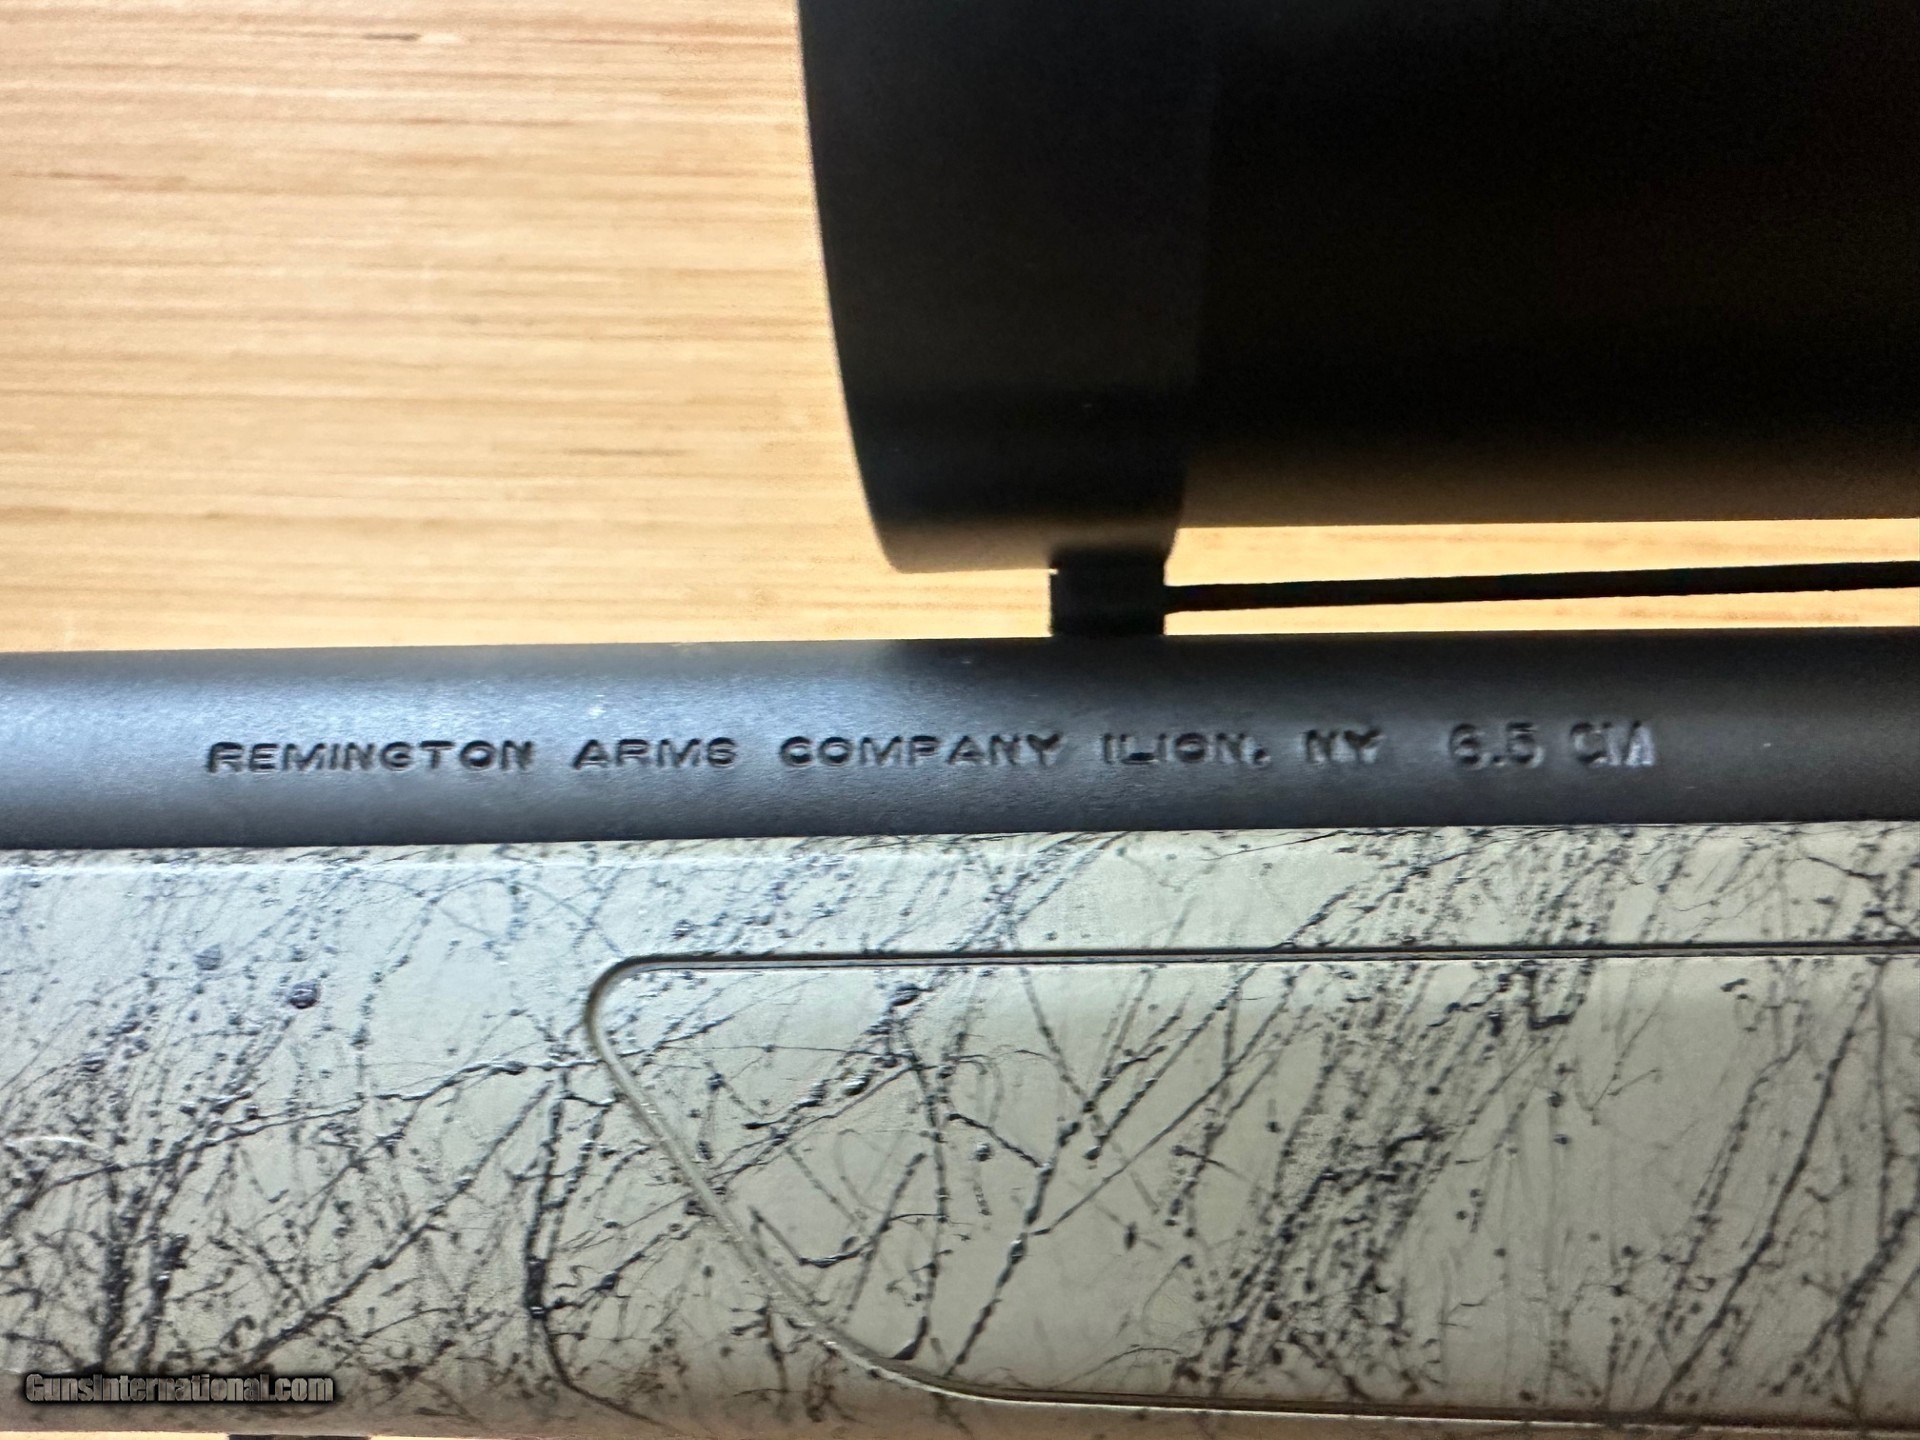 REMINGTON ARMS COMPANY ILION, NY 6.5 CM
GunsInternational.com